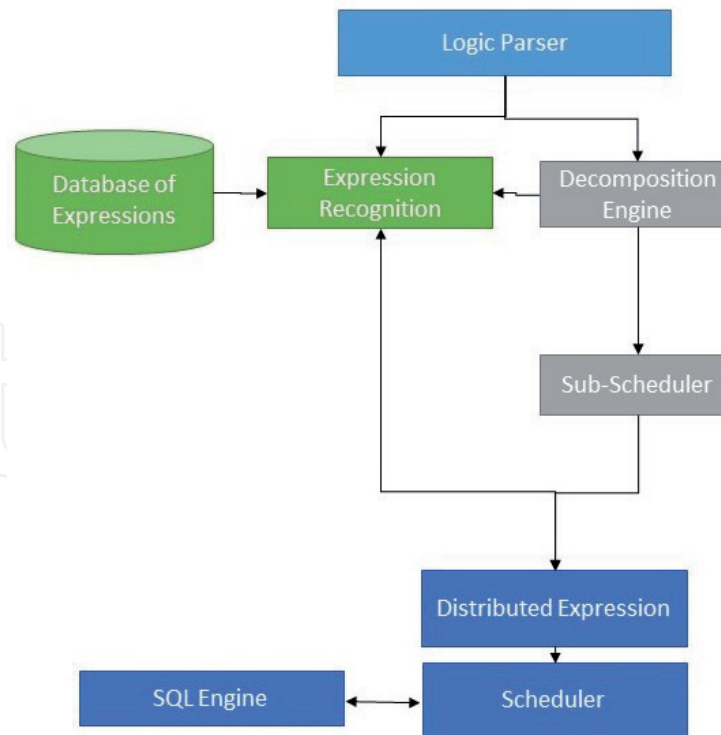 Logic Parser
Database of
Expressions
Expression
Recognition
Decomposition
Engine
Sub-Scheduler
Distributed Expression
SQL Engine
Scheduler